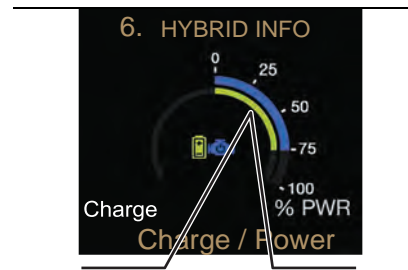 6. HYBRID INFO
0
25
50
75
100
Charge
% PWR
Charge / Power